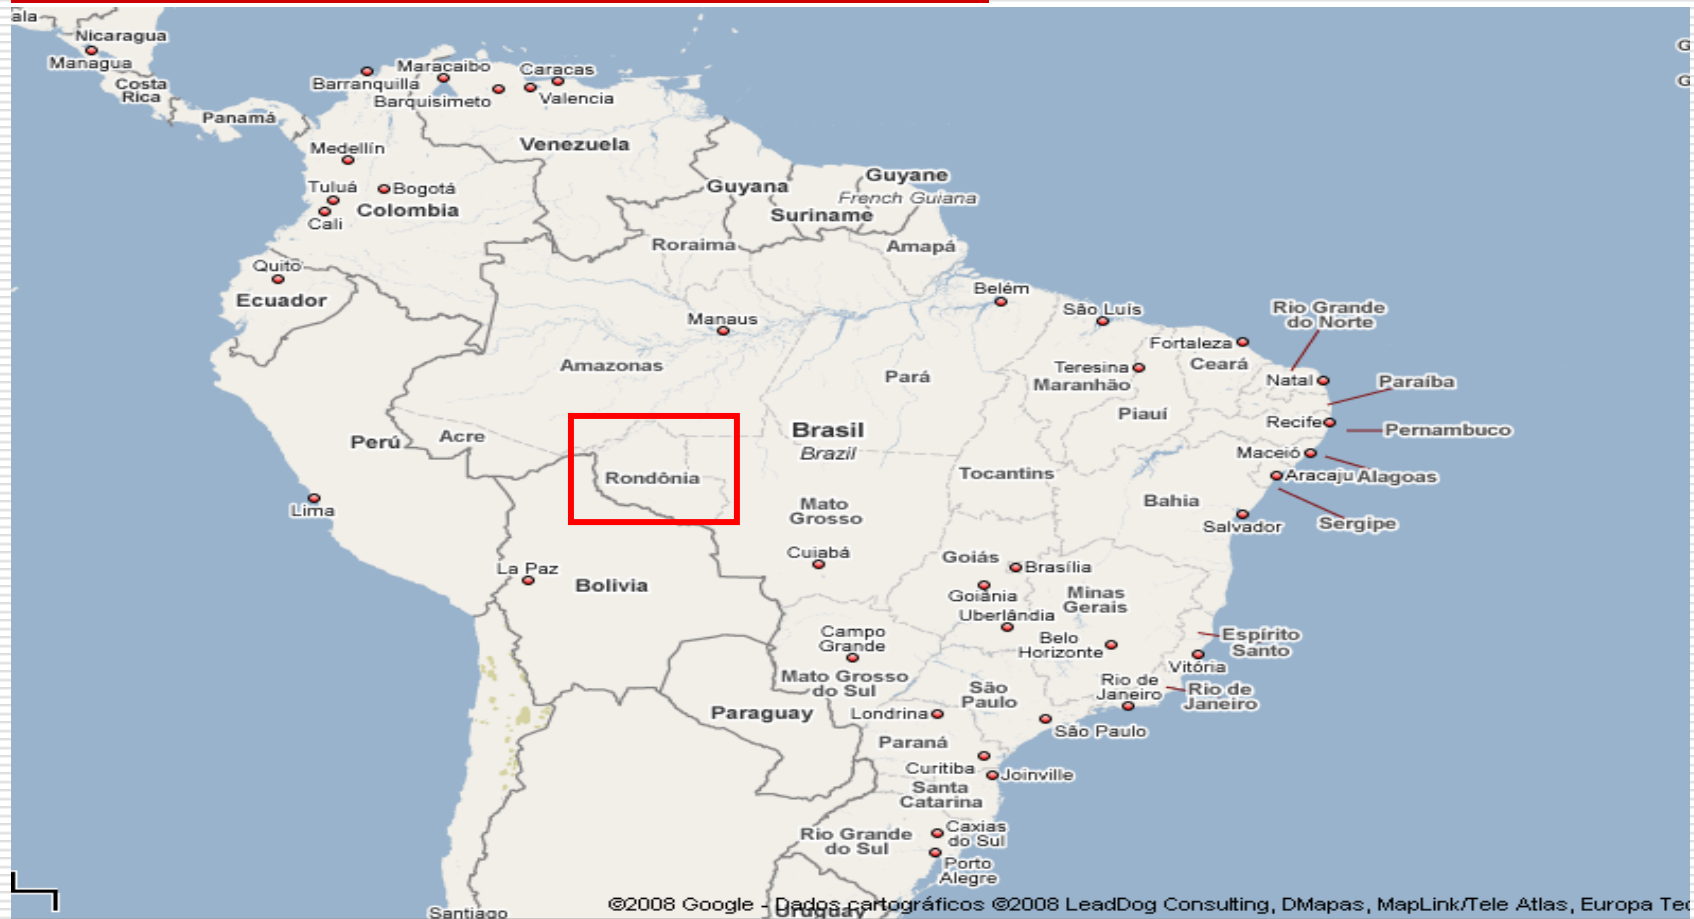 ala
Nicaragua
Managua
Costa
Rica
Panamá
Barranquilla
Maracaibo
Caracas
Barquisimeto
Valencia
Venezuela
Medellín
Tuluá
Bogotá
Cali
Colombia
Guyana
Guyane
French Guiana
Suriname
Roraima
Amapá
Quito
Ecuador
Belém
Manaus
São Luís
Rio Grande
do Norte
Fortaleza
Amazonas
Pará
Teresina
Maranhão
Ceará
Natal
Paraíba
Piauí
Recife
Pernambuco
Perú
Acre
Brasil
Brazil
Maceió
Aracaju
Alagoas
Rondônia
Tocantins
Lima
Mato
Grosso
Bahia
Salvador
Sergipe
Cuiabá
Goiás
Brasília
La Paz
Bolivia
Goiânia
Minas
Gerais
Uberlândia
Campo
Grande
Belo
Horizonte
Espírito
Santo
Vitória
Mato Grosso
do Sul
São
Paulo
Rio de
Janeiro
Rio de
Janeiro
Paraguay
Londrina
São Paulo
Paraná
Curitiba
Joinville
Santa
Catarina
Rio Grande
do Sul
Caxias
do Sul
Porto
Alegre
Santiago
Uruguay
©2008 Google - Dados cartográficos ©2008 LeadDog Consulting, DMapas, MapLink/Tele Atlas, Europa Tec
G
G